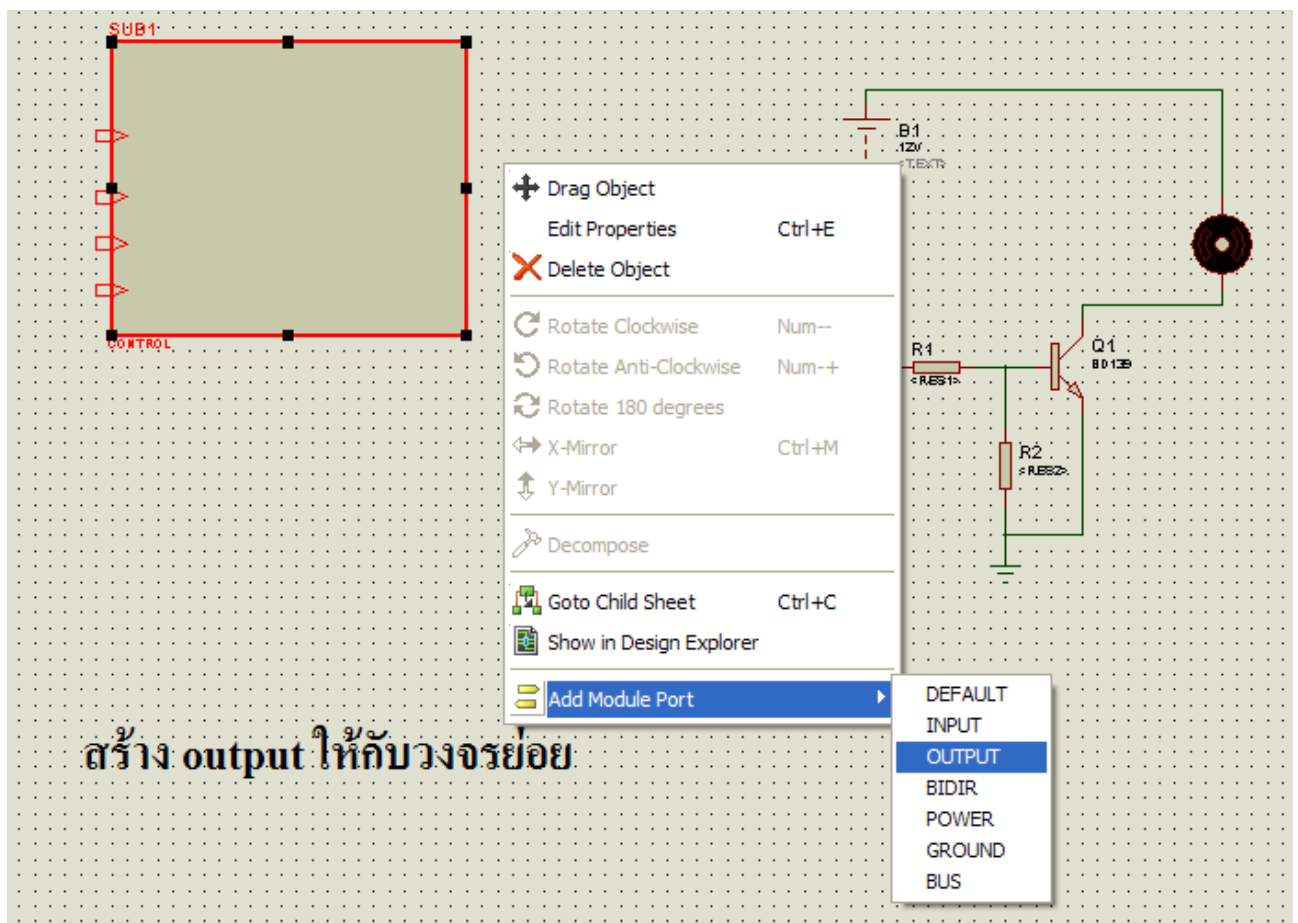 SUB1
CONTROL
B1
12V
<TEXT>
Drag Object
Edit Properties Ctrl+E
Delete Object
Rotate Clockwise Num--
Rotate Anti-Clockwise Num-+
Rotate 180 degrees
X-Mirror Ctrl+M
Y-Mirror
Decompose
Goto Child Sheet Ctrl+C
Show in Design Explorer
Add Module Port
DEFAULT
INPUT
OUTPUT
BIDIR
POWER
GROUND
BUS
R1
<RES1>
Q1
BD139
R2
<RES2>
สร้าง output ให้กับวงจรย่อย